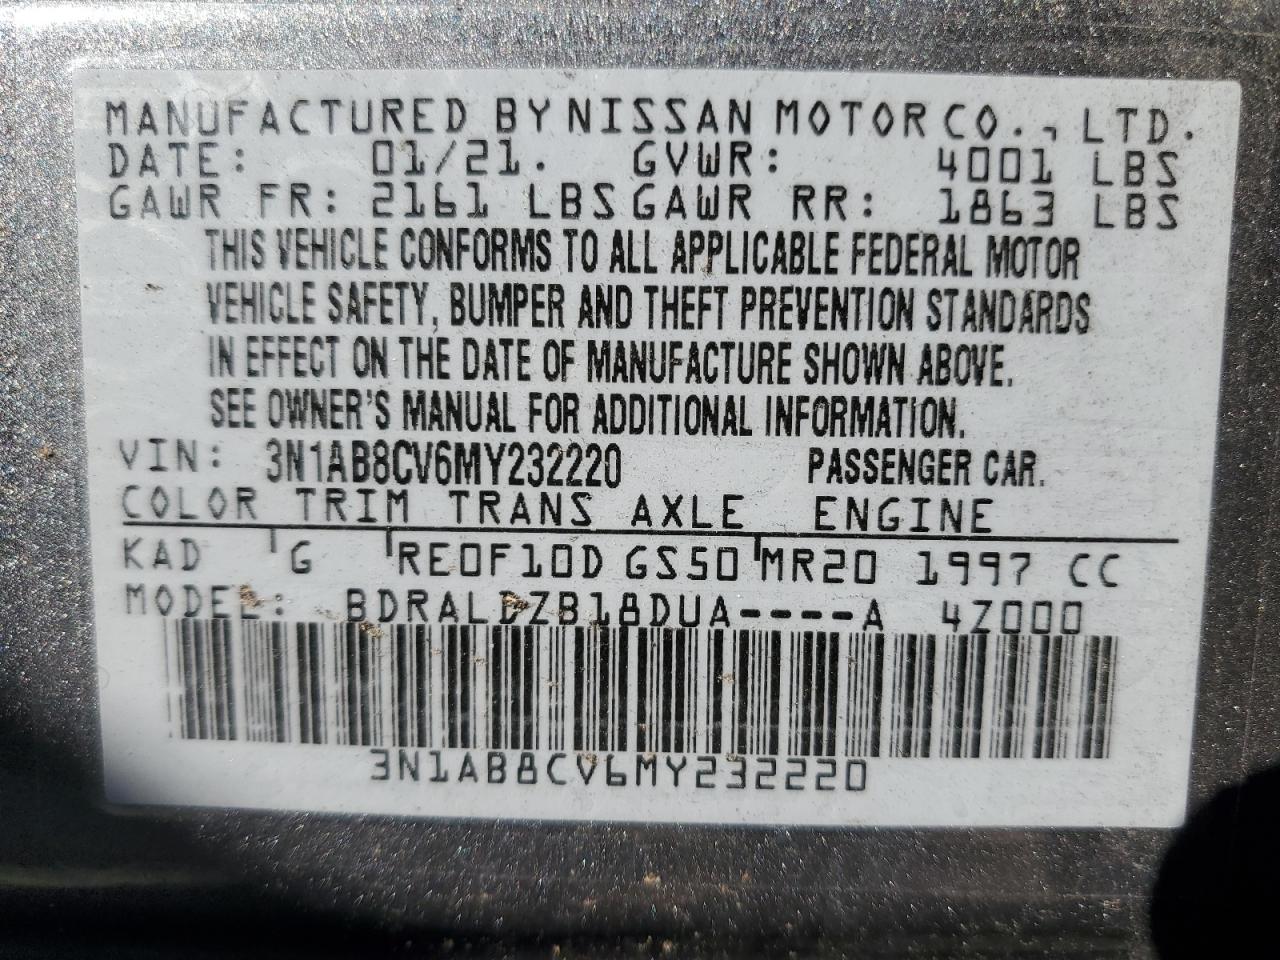 MANUFACTURED BY NISSAN MOTOR CO., LTD.
DATE: 01/21. GVWR: 4001 LBS
GAWR FR: 2161 LBS GAWR RR: 1863 LBS
THIS VEHICLE CONFORMS TO ALL APPLICABLE FEDERAL MOTOR
VEHICLE SAFETY, BUMPER AND THEFT PREVENTION STANDARDS
IN EFFECT ON THE DATE OF MANUFACTURE SHOWN ABOVE.
SEE OWNER'S MANUAL FOR ADDITIONAL INFORMATION.
VIN: 3N1AB8CV6MY232220 PASSENGER CAR.
COLOR TRIM TRANS AXLE ENGINE
KAD G RE0F10D GS50 MR20 1997 CC
MODEL: BDRALDZB18DUA----A 4Z000
3N1AB8CV6MY232220